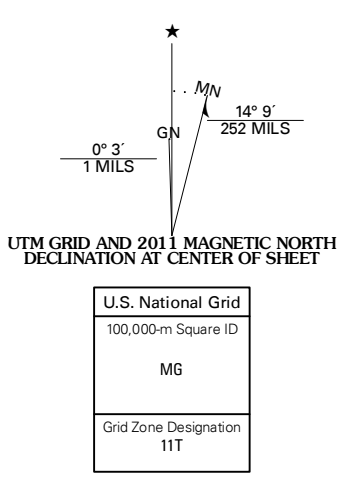 ★
MN
GN
14° 9´
252 MILS
0° 3´
1 MILS
UTM GRID AND 2011 MAGNETIC NORTH
DECLINATION AT CENTER OF SHEET
U.S. National Grid
100,000-m Square ID
MG
Grid Zone Designation
11T